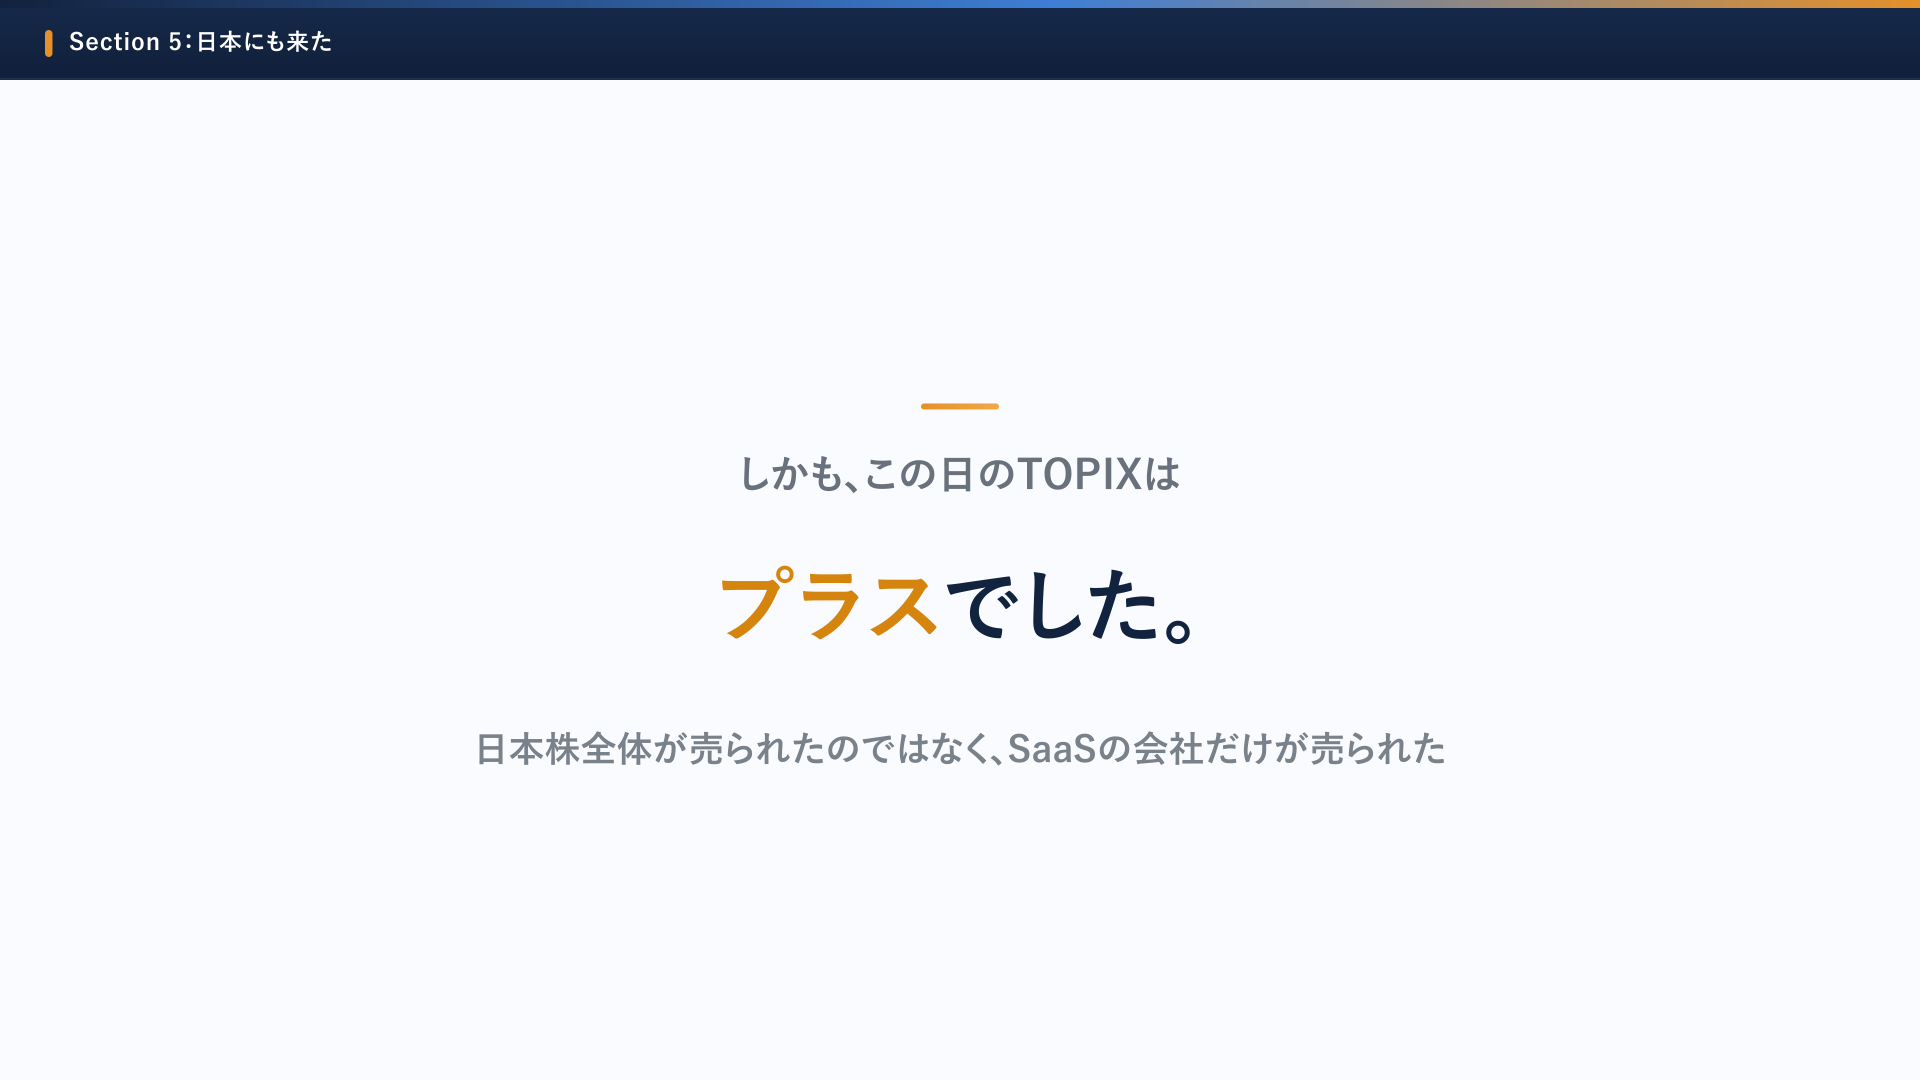 Section 5：日本にも来た
しかも、この日のTOPIXは
プラスでした。
日本株全体が売られたのではなく、SaaSの会社だけが売られた